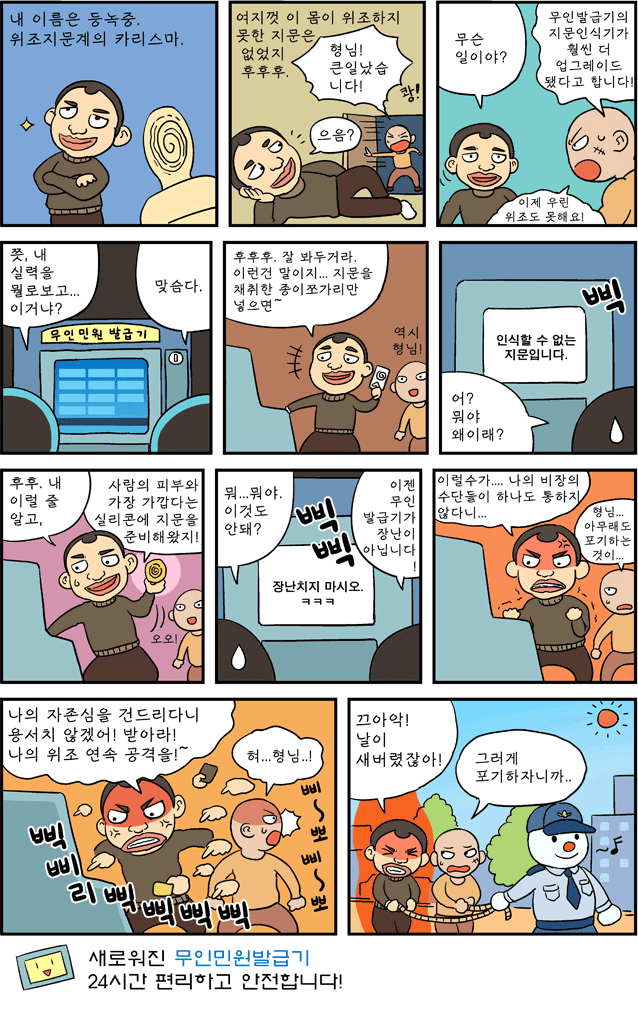 내 이름은 등녹중.
위조지문계의 카리스마.
여지껏 이 몸이 위조하지
못한 지문은
없었지
후후후.
형님!
큰일났습
니다!
쾅!
으음?
무슨
일이야?
무인발급기의
지문인식기가
훨씬 더
업그레이드
됐다고 합니다!
이제 우린
위조도 못해요!
쯧, 내
실력을
뭘로보고...
이거냐?
맞슴다.
무인민원 발급기
후후후. 잘 봐두거라.
이런건 말이지... 지문을
채취한 종이쪼가리만
넣으면~
역시
형님!
삑
인식할 수 없는
지문입니다.
어?
뭐야
왜이래?
후후. 내
이럴 줄
알고,
사람의 피부와
가장 가깝다는
실리콘에 지문을
준비해왔지!
오오!
뭐...뭐야.
이것도
안돼?
삑
삑
이젠
무인
발급기가
장난이
아닙니다
!
장난치지 마시오.
ㅋㅋㅋ
이럴수가.... 나의 비장의
수단들이 하나도 통하지
않다니...
형님...
아무래도
포기하는
것이...
나의 자존심을 건드리다니
용서치 않겠어! 받아라!
나의 위조 연속 공격을!~
혀...형님..!
삑
삐
리
삑
삑
삑
삑
삐
~
뽀
삐
~
뽀
끄아악!
날이
새버렸잖아!
그러게
포기하자니까..
새로워진 무인민원발급기
24시간 편리하고 안전합니다!